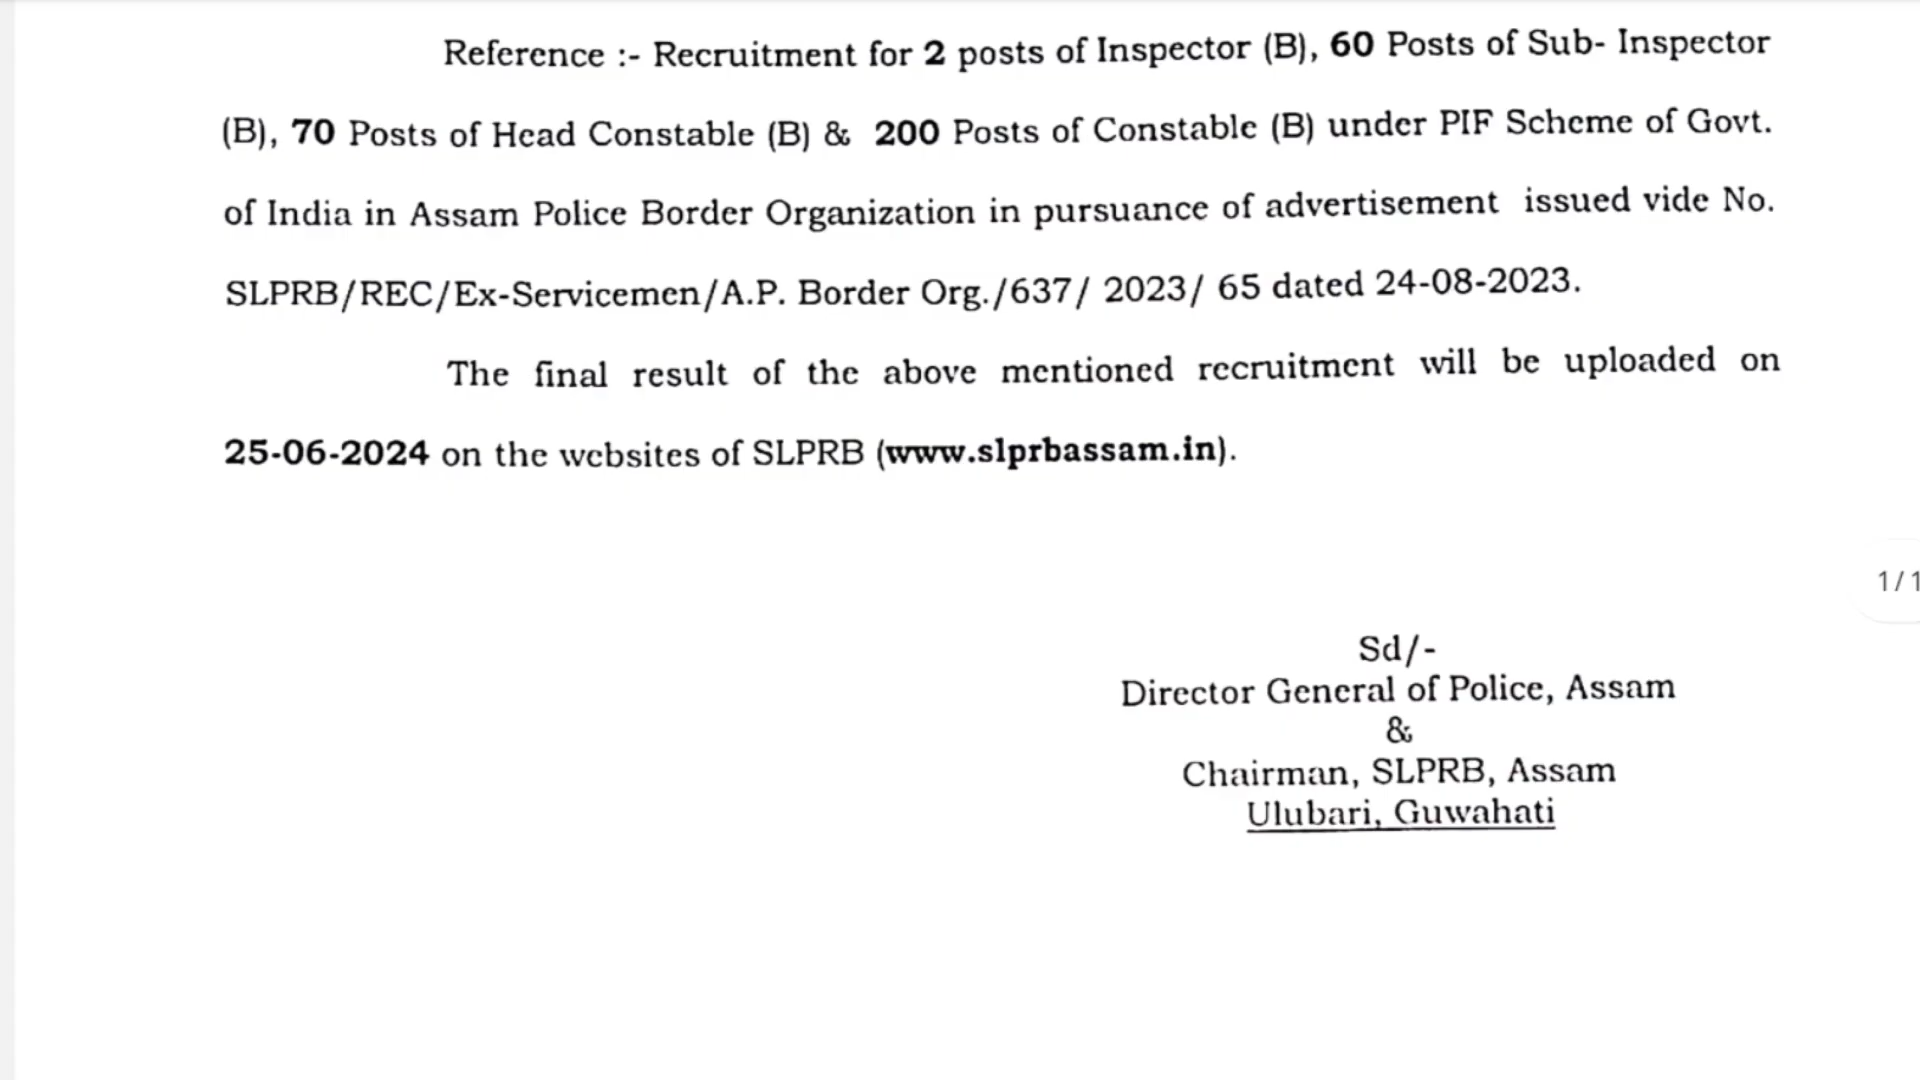 Reference :- Recruitment for 2 posts of Inspector (B), 60 Posts of Sub- Inspector
(B), 70 Posts of Head Constable (B) & 200 Posts of Constable (B) under PIF Scheme of Govt.
of India in Assam Police Border Organization in pursuance of advertisement issued vide No.
SLPRB/REC/Ex-Servicemen/A.P. Border Org./637/ 2023/ 65 dated 24-08-2023.
The final result of the above mentioned recruitment will be uploaded on
25-06-2024 on the websites of SLPRB (www.slprbassam.in).
1/1
Sd/-
Director General of Police, Assam
&
Chairman, SLPRB, Assam
Ulubari, Guwahati